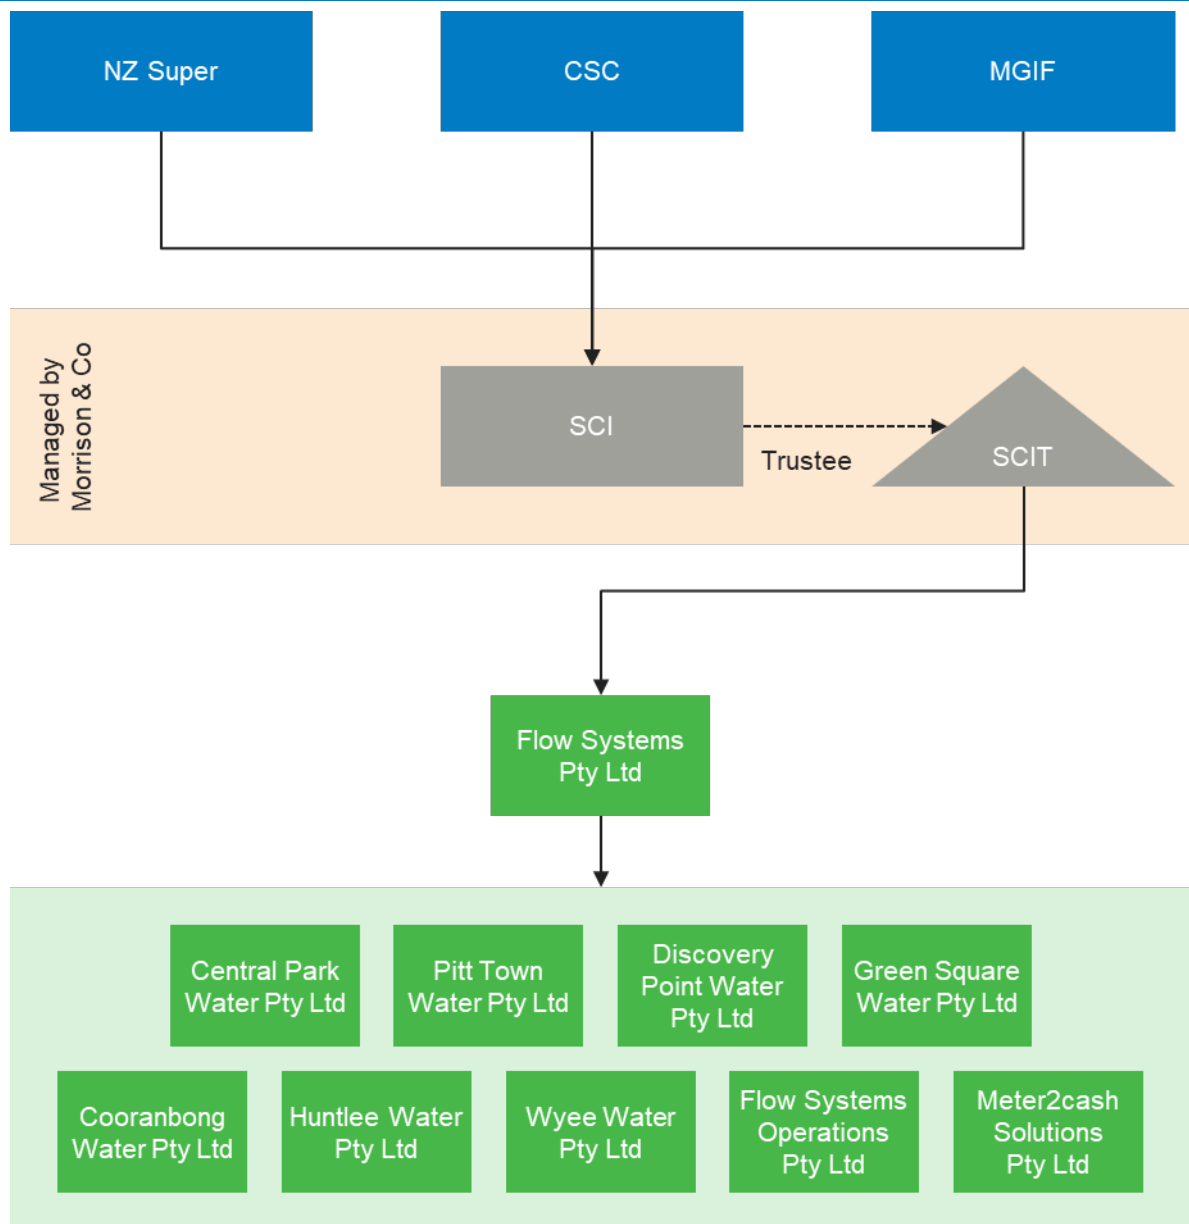 NZ Super
CSC
MGIF
Managed by
Morrison & Co
SCI
Trustee
SCIT
Flow Systems
Pty Ltd
Central Park
Water Pty Ltd
Pitt Town
Water Pty Ltd
Discovery
Point Water
Pty Ltd
Green Square
Water Pty Ltd
Cooranbong
Water Pty Ltd
Huntlee Water
Pty Ltd
Wyee Water
Pty Ltd
Flow Systems
Operations
Pty Ltd
Meter2cash
Solutions
Pty Ltd